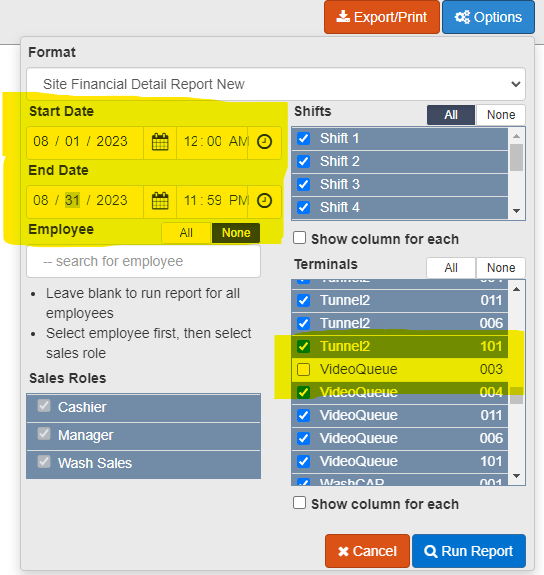 Export/Print Options
Format
Site Financial Detail Report New
Start Date
08 / 01 / 2023 12:00 AM
End Date
08 / 31 / 2023 11:59 PM
Employee All None
-- search for employee
Leave blank to run report for all
employees
Select employee first, then select
sales role
Sales Roles
Cashier
Manager
Wash Sales
Shifts All None
Shift 1
Shift 2
Shift 3
Shift 4
Show column for each
Terminals All None
Tunnel2 004
Tunnel2 011
Tunnel2 006
Tunnel2 101
VideoQueue 003
VideoQueue 004
VideoQueue 011
VideoQueue 006
VideoQueue 101
WashCAP 001
Show column for each
Cancel Run Report